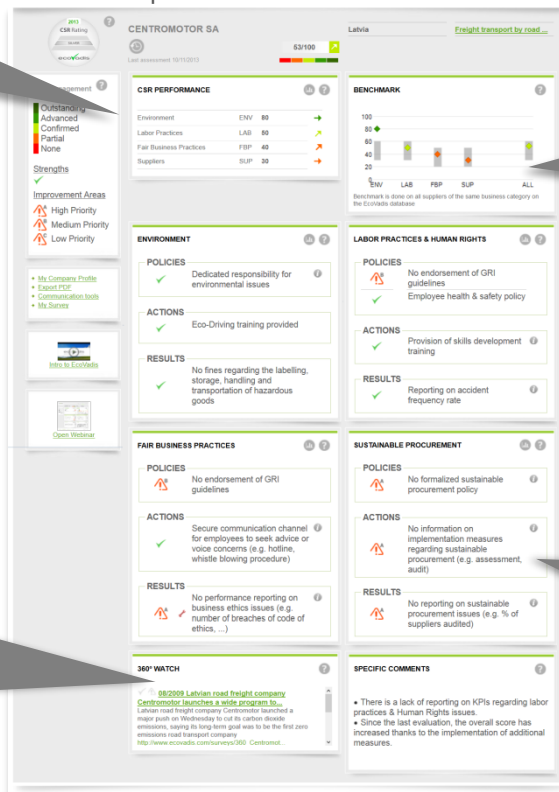 2013
CSR Rating
SILVER
ecovadis
?
CENTROMOTOR SA
53/100
Last assessment 10/11/2013
Latvia
Freight transport by road ...
?
Outstanding
Advanced
Confirmed
Partial
None
Strengths
Improvement Areas
A High Priority
B Medium Priority
C Low Priority
My Company Profile
Export PDF
Communication tools
My Survey
Intro to EcoVadis
Open Webinar
CSR PERFORMANCE
?
Environment ENV 80
Labor Practices LAB 50
Fair Business Practices FBP 40
Suppliers SUP 30
BENCHMARK
?
100
80
60
40
20
0
ENV LAB FBP SUP ALL
Benchmark is done on all suppliers of the same business category on
the EcoVadis database
ENVIRONMENT
?
POLICIES
Dedicated responsibility for
environmental issues
i
ACTIONS
Eco-Driving training provided
RESULTS
No fines regarding the labelling,
storage, handling and
transportation of hazardous
goods
LABOR PRACTICES & HUMAN RIGHTS
?
POLICIES
No endorsement of GRI
guidelines
Employee health & safety policy
ACTIONS
Provision of skills development
training
i
RESULTS
Reporting on accident
frequency rate
i
FAIR BUSINESS PRACTICES
?
POLICIES
No endorsement of GRI
guidelines
ACTIONS
Secure communication channel
for employees to seek advice or
voice concerns (e.g. hotline,
whistle blowing procedure)
i
RESULTS
No performance reporting on
business ethics issues (e.g.
number of breaches of code of
ethics, ...)
i
SUSTAINABLE PROCUREMENT
?
POLICIES
No formalized sustainable
procurement policy
ACTIONS
No information on
implementation measures
regarding sustainable
procurement (e.g. assessment,
audit)
i
RESULTS
No reporting on sustainable
procurement issues (e.g. % of
suppliers audited)
i
360° WATCH
?
08/2009 Latvian road freight company
Centromotor launches a wide program to...
Latvian road freight company Centromotor launched a
major push on Wednesday to cut its carbon dioxide
emissions, saying its long-term goal was to be the first zero
emissions road transport company
http://www.ecovadis.com/surveys/360_Centromot...
SPECIFIC COMMENTS
?
• There is a lack of reporting on KPIs regarding labor
practices & Human Rights issues.
• Since the last evaluation, the overall score has
increased thanks to the implementation of additional
measures.